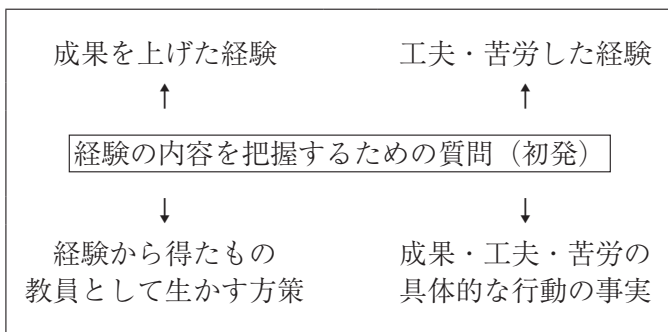 成果を上げた経験 工夫・苦労した経験
↑ ↑
経験の内容を把握するための質問（初発）
↓ ↓
経験から得たもの 成果・工夫・苦労の
教員として生かす方策 具体的な行動の事実